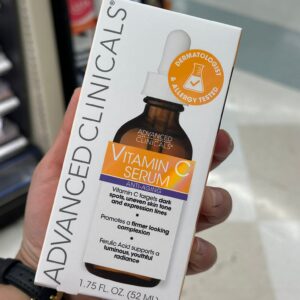 ADVANCED CLINICALS®
DERMATOLOGIST
& ALLERGY TESTED
ADVANCED
CLINICALS®
VITAMIN C
SERUM
ANTI-AGING
Vitamin C targets dark
spots, uneven skin tone
and expression lines
• Promotes a firmer looking
complexion
• Ferulic Acid supports a
luminous, youthful
radiance
1.75 FL. OZ. (52 ML)